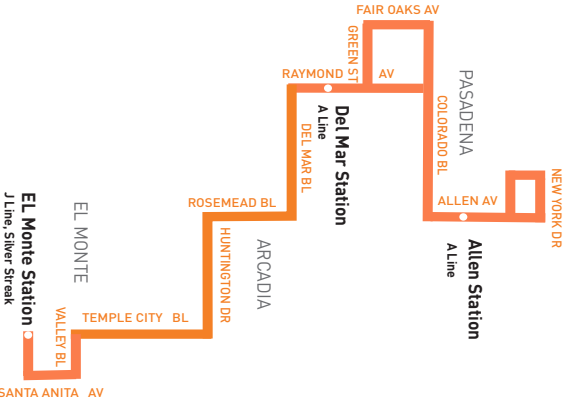 FAIR OAKS AV
GREEN ST
RAYMOND AV
PASADENA
COLORADO BL
Del Mar Station
A Line
DEL MAR BL
NEW YORK DR
ALLEN AV
ROSEMEAD BL
Allen Station
A Line
EL MONTE
ARCADIA
HUNTINGTON DR
EL Monte Station
J Line, Silver Streak
VALLEY BL
TEMPLE CITY BL
SANTA ANITA AV